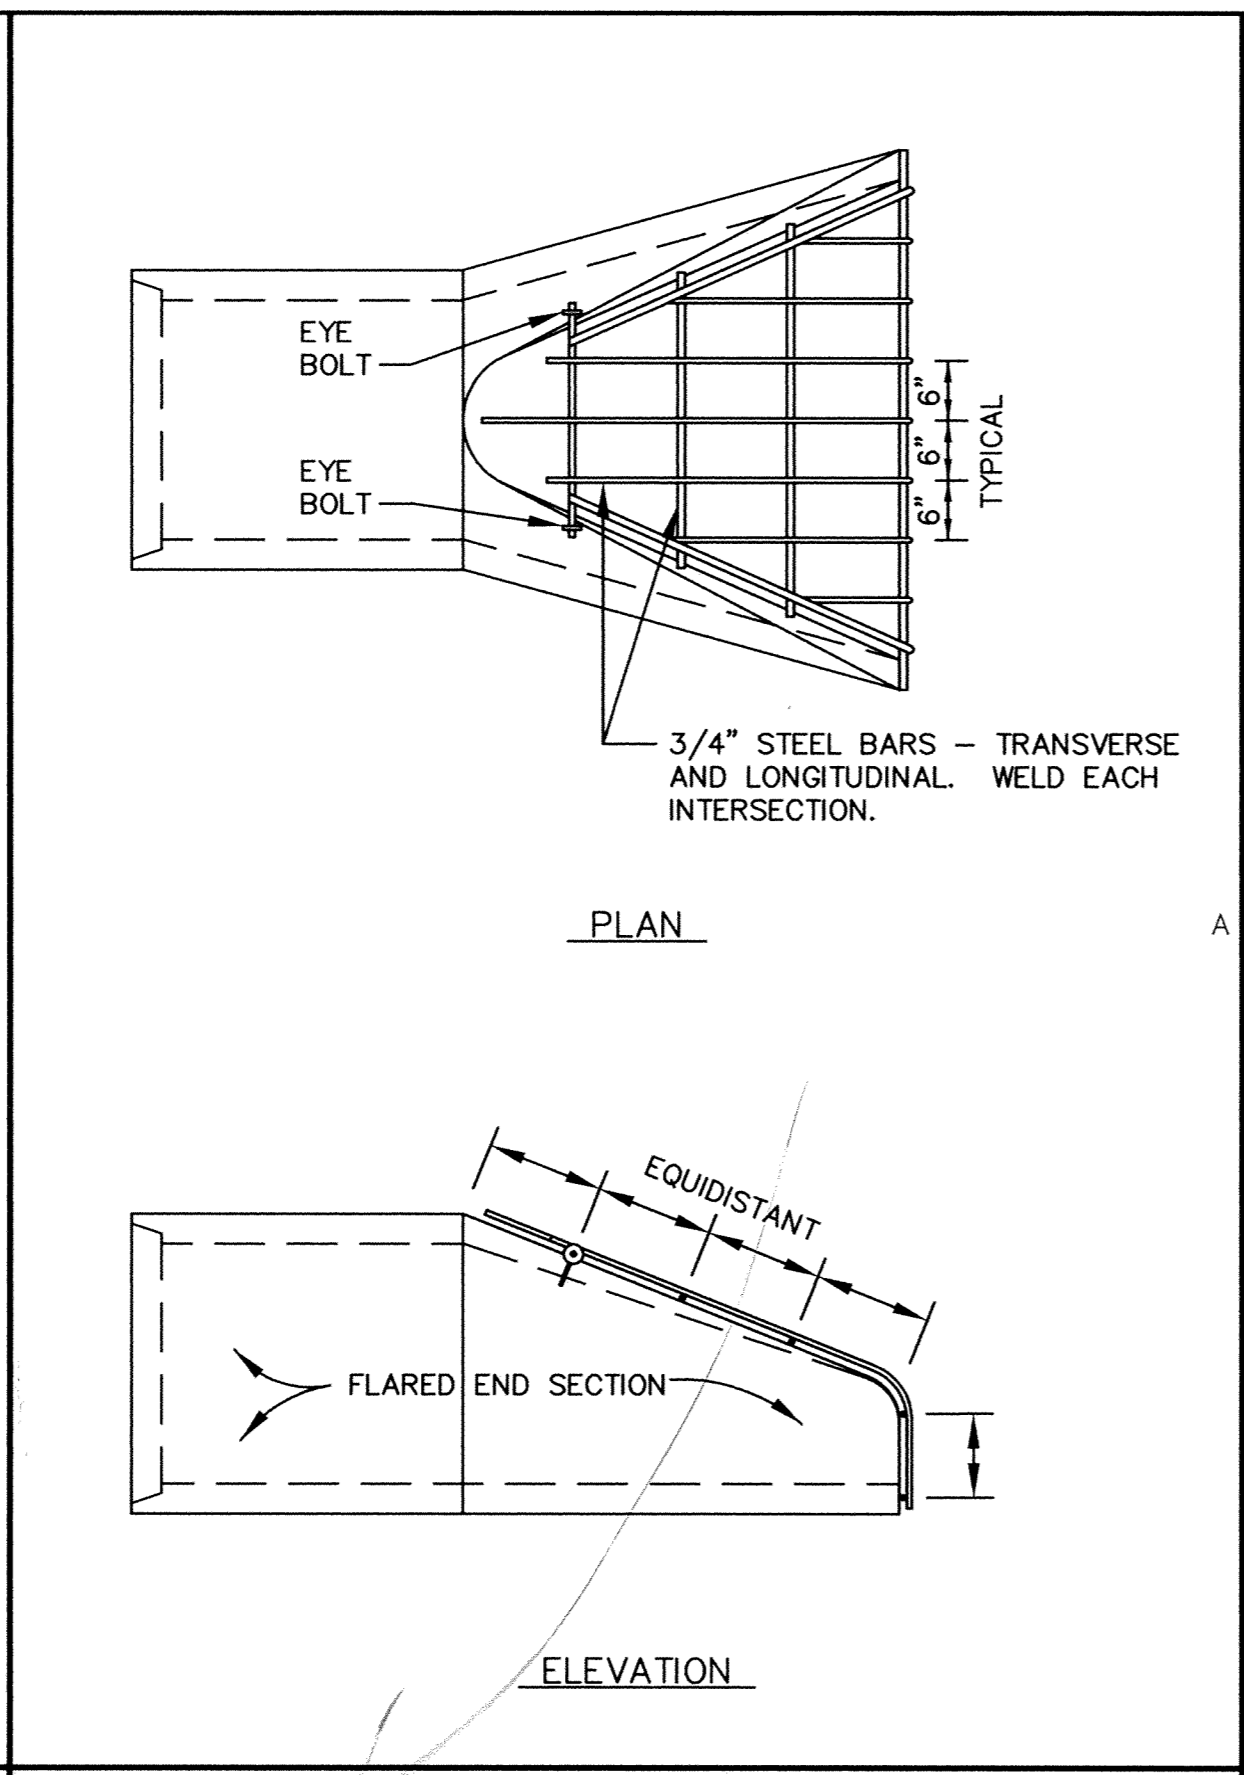 EYE
BOLT
EYE
BOLT
6"
6"
6"
TYPICAL
3/4" STEEL BARS – TRANSVERSE
AND LONGITUDINAL. WELD EACH
INTERSECTION.
PLAN
A
EQUIDISTANT
FLARED END SECTION
ELEVATION